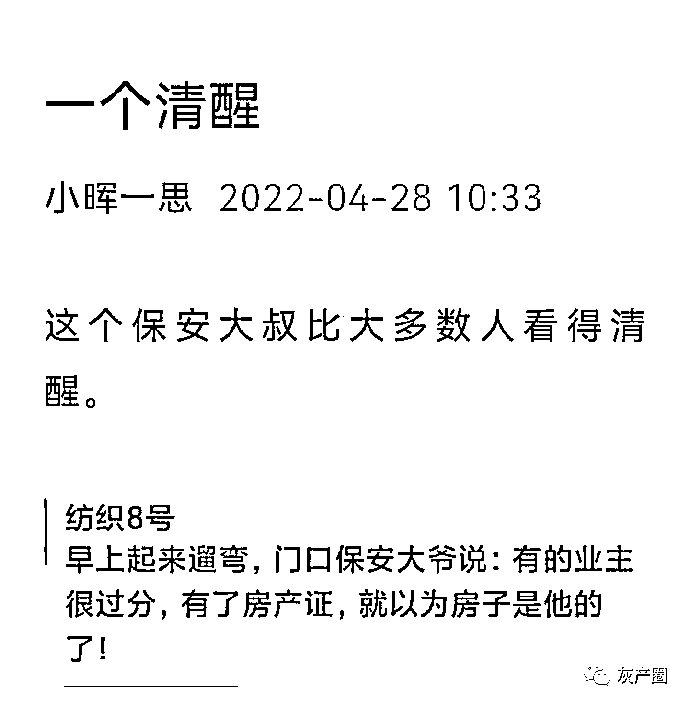 一个清醒
小晖一思 2022-04-28 10:33
这个保安大叔比大多数人看得清
醒。
纺织8号
早上起来遛弯，门口保安大爷说：有的业主
很过分，有了房产证，就以为房子是他的
了！
灰产圈